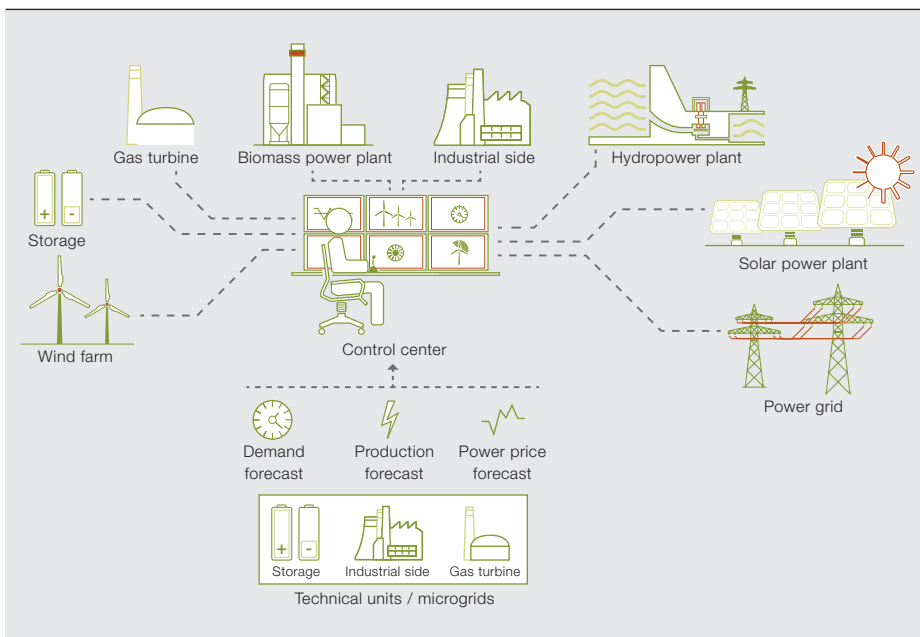 Gas turbine
Biomass power plant
Industrial side
Hydropower plant
+
-
Storage
Solar power plant
Wind farm
Control center
Power grid
Demand
forecast
Production
forecast
Power price
forecast
+
-
Storage
Industrial side
Gas turbine
Technical units / microgrids